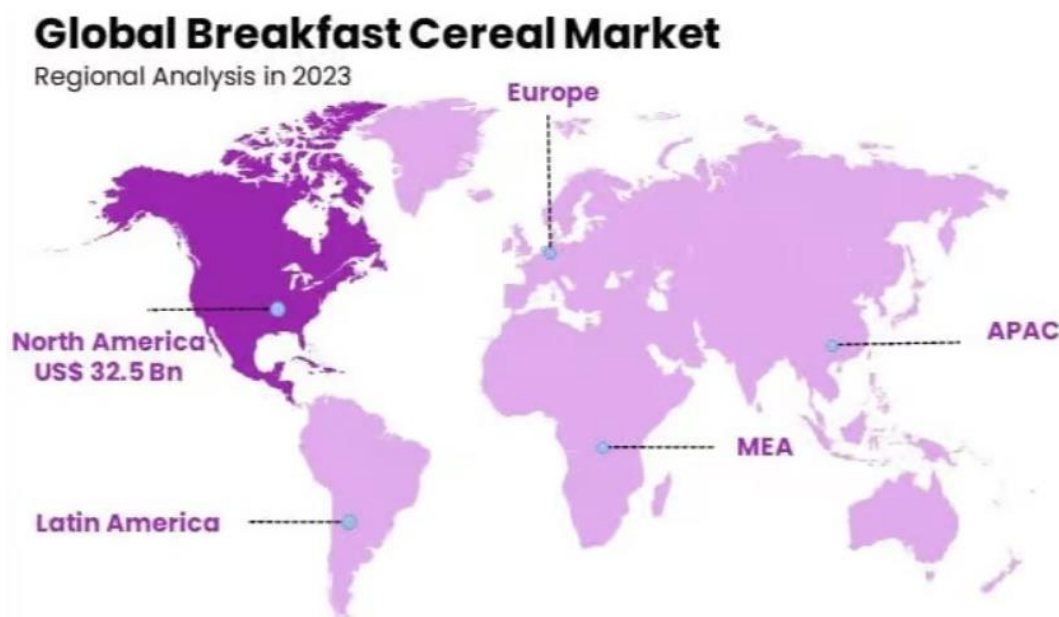 Global Breakfast Cereal Market
Regional Analysis in 2023
Europe
North America
US$ 32.5 Bn
APAC
MEA
Latin America